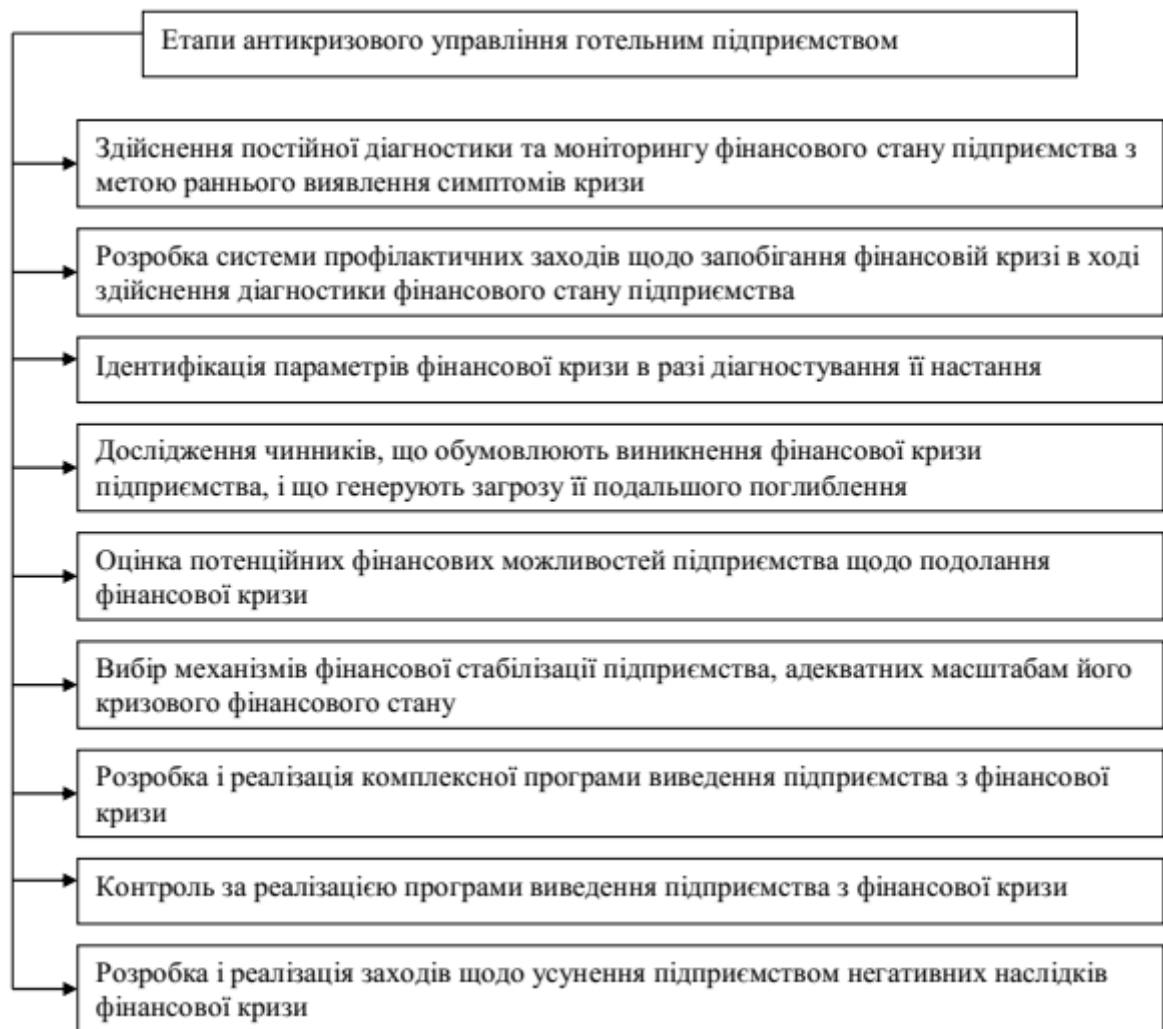 Етапи антикризового управління готельним підприємством
Здійснення постійної діагностики та моніторингу фінансового стану підприємства з
метою раннього виявлення симптомів кризи
Розробка системи профілактичних заходів щодо запобігання фінансовій кризі в ході
здійснення діагностики фінансового стану підприємства
Ідентифікація параметрів фінансової кризи в разі діагностування її настання
Дослідження чинників, що обумовлюють виникнення фінансової кризи
підприємства, і що генерують загрозу її подальшого поглиблення
Оцінка потенційних фінансових можливостей підприємства щодо подолання
фінансової кризи
Вибір механізмів фінансової стабілізації підприємства, адекватних масштабам його
кризового фінансового стану
Розробка і реалізація комплексної програми виведення підприємства з фінансової
кризи
Контроль за реалізацією програми виведення підприємства з фінансової кризи
Розробка і реалізація заходів щодо усунення підприємством негативних наслідків
фінансової кризи